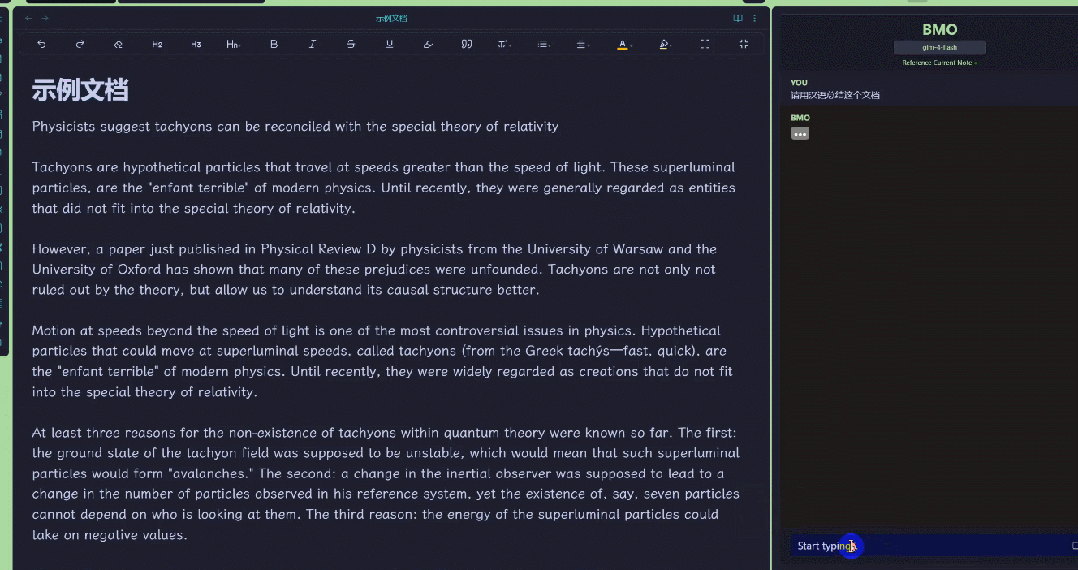 示例文档
H2 H3 Hn B I S U
示例文档
Physicists suggest tachyons can be reconciled with the special theory of relativity
Tachyons are hypothetical particles that travel at speeds greater than the speed of light. These superluminal
particles, are the "enfant terrible" of modern physics. Until recently, they were generally regarded as entities
that did not fit into the special theory of relativity.
However, a paper just published in Physical Review D by physicists from the University of Warsaw and the
University of Oxford has shown that many of these prejudices were unfounded. Tachyons are not only not
ruled out by the theory, but allow us to understand its causal structure better.
Motion at speeds beyond the speed of light is one of the most controversial issues in physics. Hypothetical
particles that could move at superluminal speeds, called tachyons (from the Greek tachýs—fast, quick), are
the "enfant terrible" of modern physics. Until recently, they were widely regarded as creations that do not fit
into the special theory of relativity.
At least three reasons for the non-existence of tachyons within quantum theory were known so far. The first:
the ground state of the tachyon field was supposed to be unstable, which would mean that such superluminal
particles would form "avalanches." The second: a change in the inertial observer was supposed to lead to a
change in the number of particles observed in his reference system, yet the existence of, say, seven particles
cannot depend on who is looking at them. The third reason: the energy of the superluminal particles could
take on negative values.
BMO
glm-4-flash
Reference Current Note
YOU
请用汉语总结这个文档
BMO
Start typing